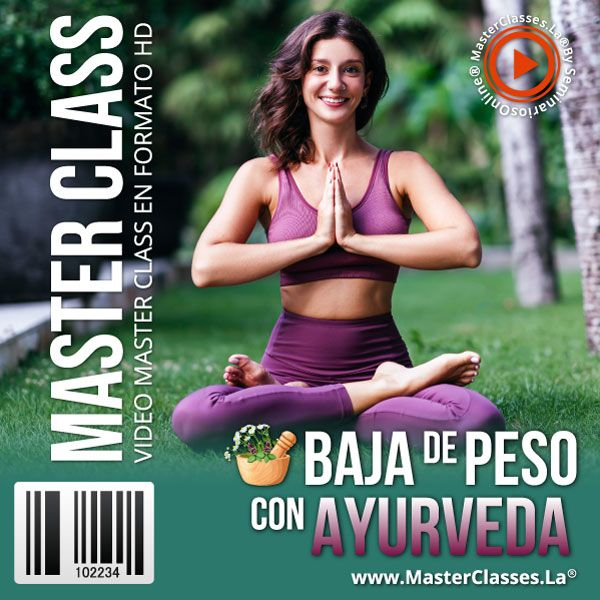 MASTER CLASS
VIDEO MASTER CLASS EN FORMATO HD
MasterClasses.La® By SeminariosOnline®
BAJA DE PESO
CON AYURVEDA
102234
www.MasterClasses.La®